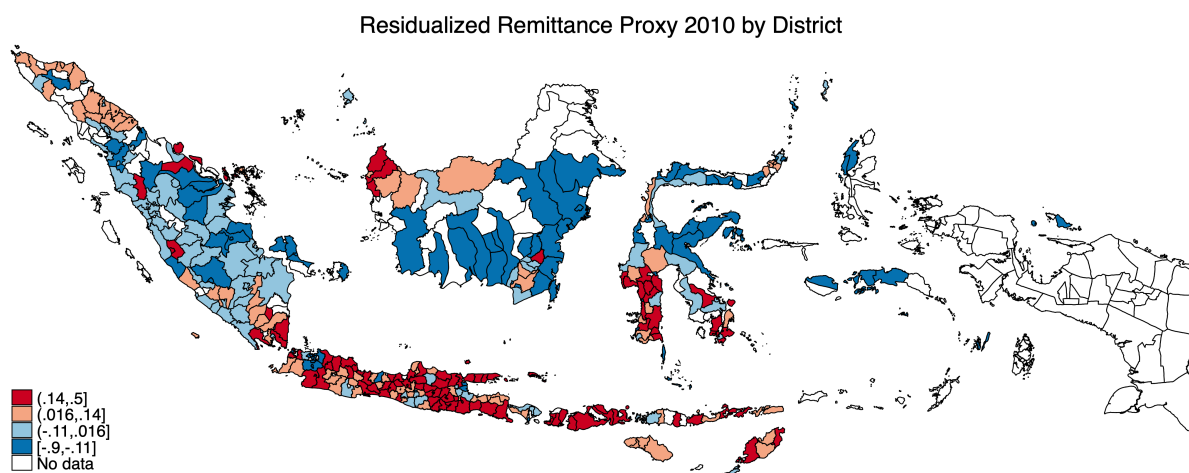 Residualized Remittance Proxy 2010 by District
(.14,.5]
(.016,.14]
(-.11,.016]
[-.9,-.11]
No data